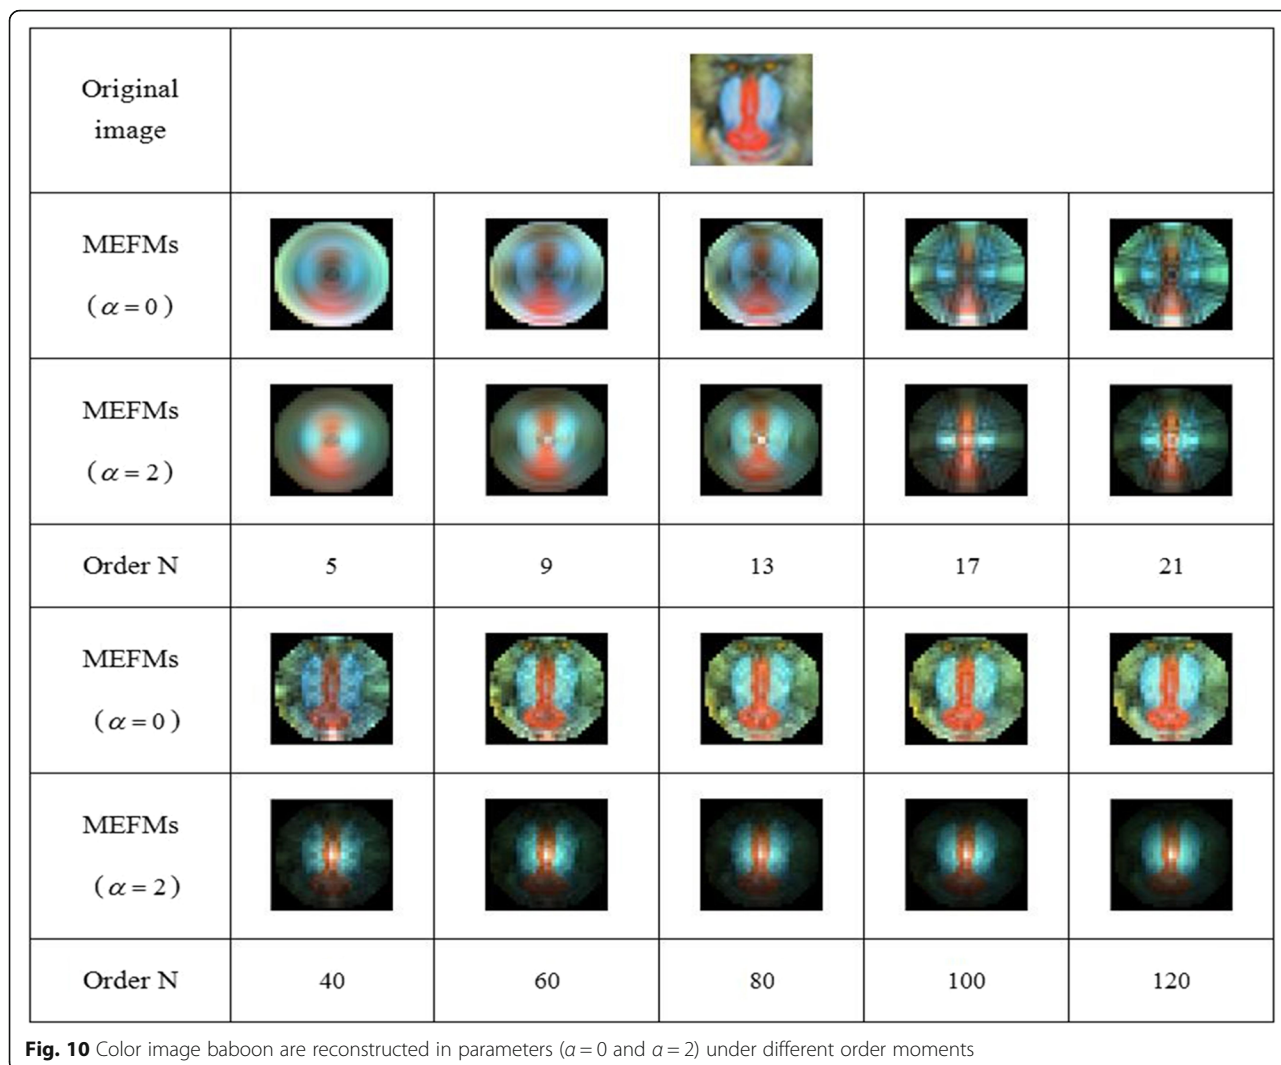 Original
image
MEFMs
(α=0)
MEFMs
(α=2)
Order N 5 9 13 17 21
MEFMs
(α=0)
MEFMs
(α=2)
Order N 40 60 80 100 120
Fig. 10 Color image baboon are reconstructed in parameters (α = 0 and α = 2) under different order moments